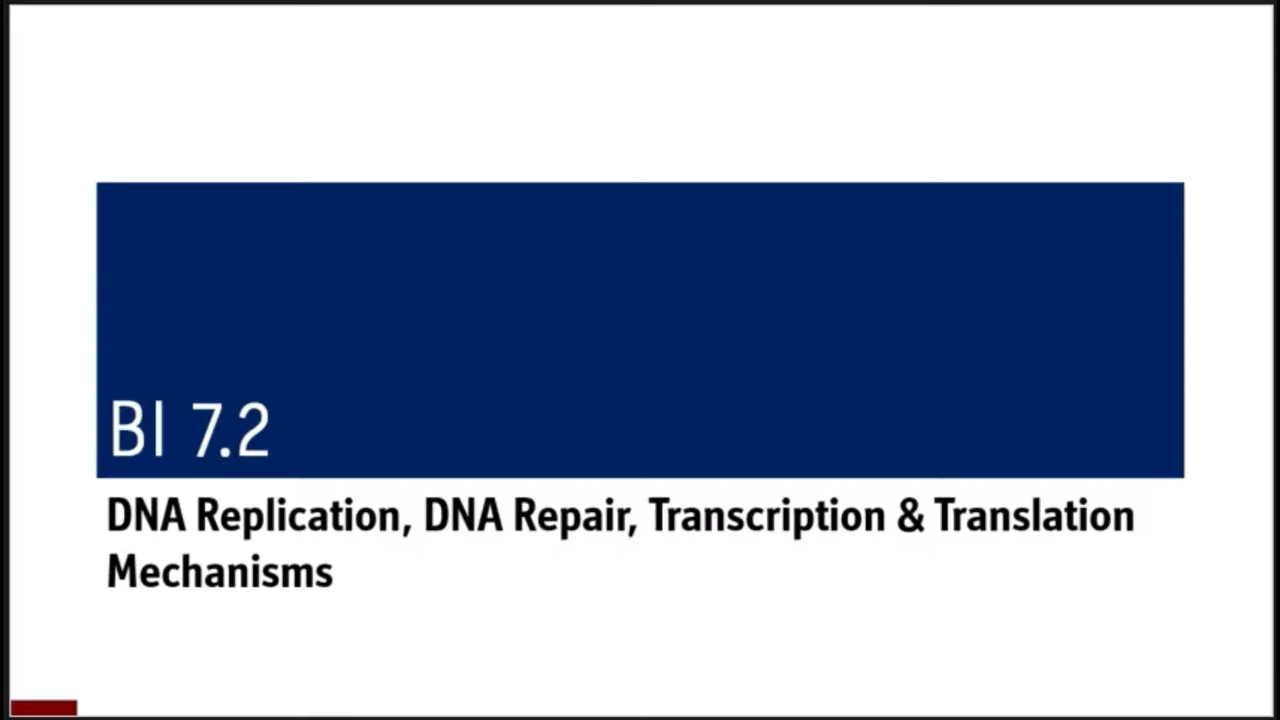 BI 7.2
DNA Replication, DNA Repair, Transcription & Translation
Mechanisms